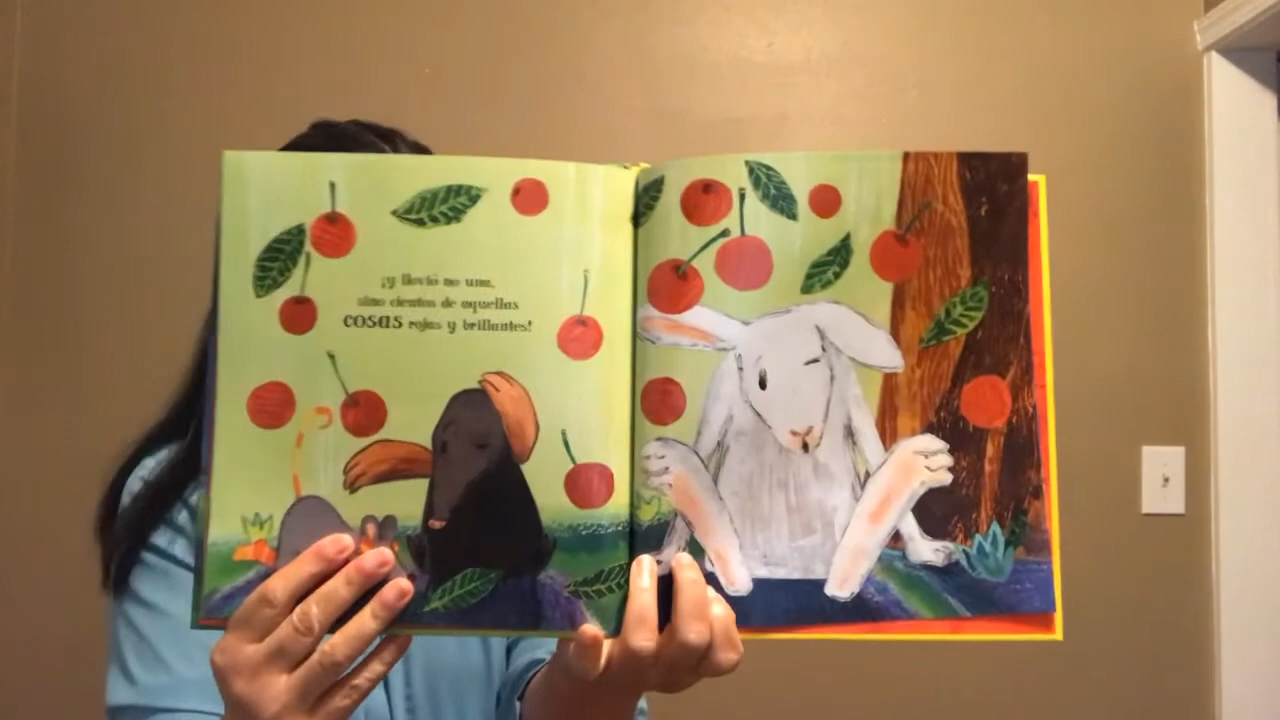 ¡y llovió no una,
sino cientos de aquellas
COSAS rojas y brillantes!